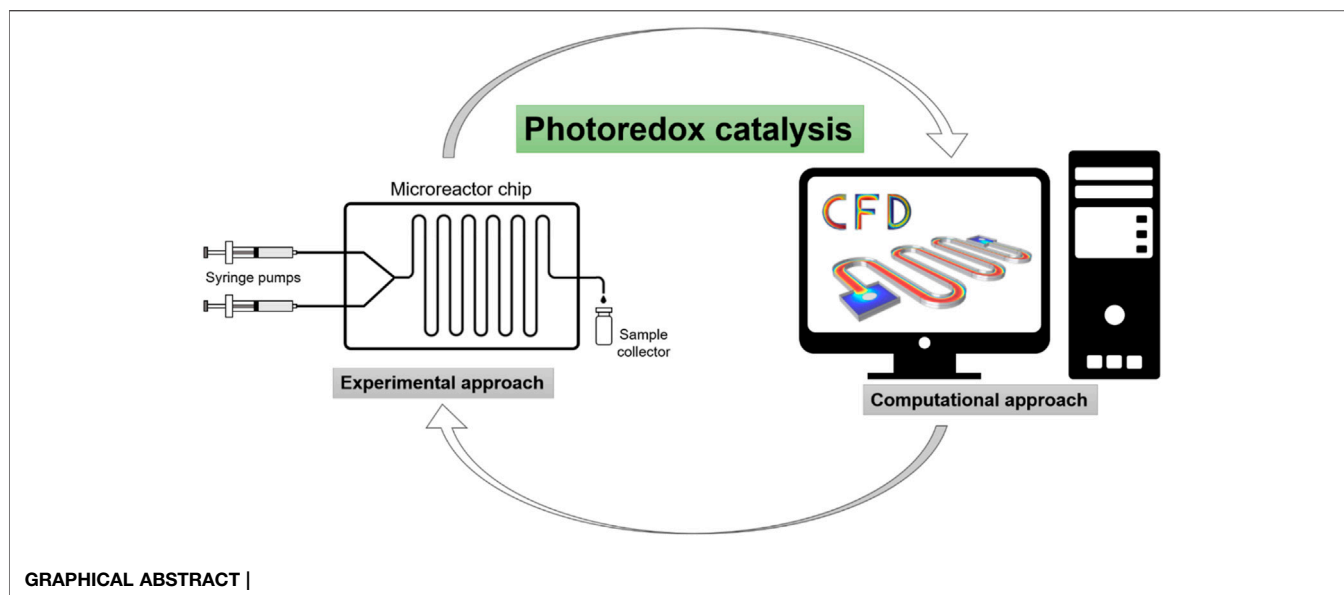 Photoredox catalysis
Microreactor chip
Syringe pumps
Sample
collector
Experimental approach
CFD
Computational approach
GRAPHICAL ABSTRACT |